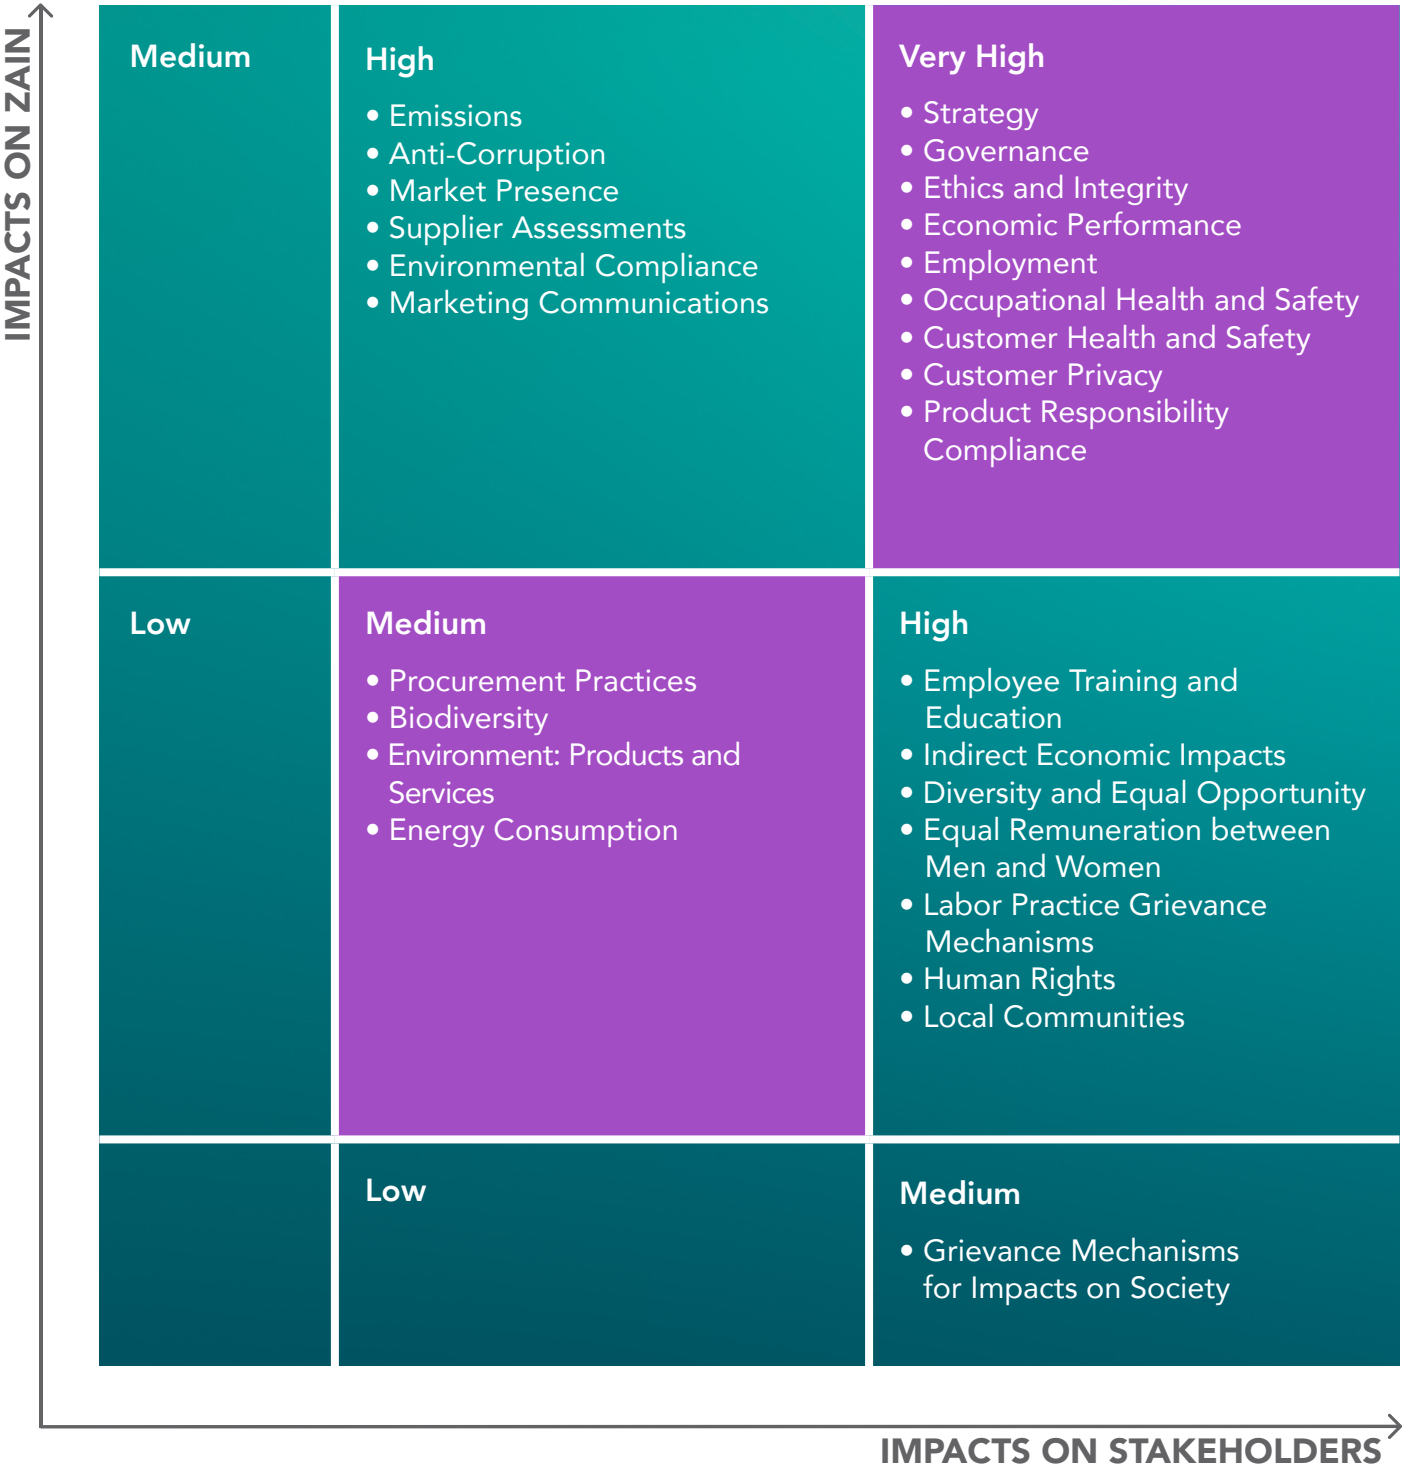 IMPACTS ON ZAIN
Medium
High
• Emissions
• Anti-Corruption
• Market Presence
• Supplier Assessments
• Environmental Compliance
• Marketing Communications
Very High
• Strategy
• Governance
• Ethics and Integrity
• Economic Performance
• Employment
• Occupational Health and Safety
• Customer Health and Safety
• Customer Privacy
• Product Responsibility
Compliance
Low
Medium
• Procurement Practices
• Biodiversity
• Environment: Products and
Services
• Energy Consumption
High
• Employee Training and
Education
• Indirect Economic Impacts
• Diversity and Equal Opportunity
• Equal Remuneration between
Men and Women
• Labor Practice Grievance
Mechanisms
• Human Rights
• Local Communities
Low
Medium
• Grievance Mechanisms
for Impacts on Society
IMPACTS ON STAKEHOLDERS